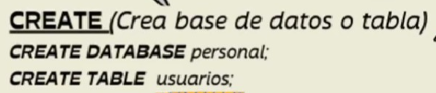 CREATE (Crea base de datos o tabla)
CREATE DATABASE personal;
CREATE TABLE usuarios;